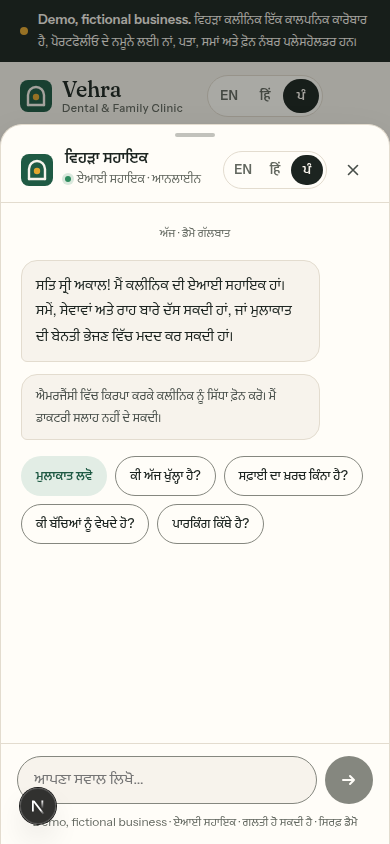 Demo, fictional business. ਵਿਹੜਾ ਕਲੀਨਿਕ ਇੱਕ ਕਾਲਪਨਿਕ ਕਾਰੋਬਾਰ
ਹੈ, ਪੋਰਟਫੋਲੀਓ ਦੇ ਨਮੂਨੇ ਲਈ। ਨਾਂ, ਪਤਾ, ਸਮਾਂ ਅਤੇ ਫ਼ੋਨ ਨੰਬਰ ਪਲੇਸਹੋਲਡਰ ਹਨ।
Vehra
Dental & Family Clinic
EN हिं ਪੰ
ਵਿਹੜਾ ਸਹਾਇਕ
ਏਆਈ ਸਹਾਇਕ · ਆਨਲਾਈਨ
EN हिं ਪੰ
ਅੱਜ · ਡੈਮੋ ਗੱਲਬਾਤ
ਸਤਿ ਸ੍ਰੀ ਅਕਾਲ! ਮੈਂ ਕਲੀਨਿਕ ਦੀ ਏਆਈ ਸਹਾਇਕ ਹਾਂ।
ਸਮੇਂ, ਸੇਵਾਵਾਂ ਅਤੇ ਰਾਹ ਬਾਰੇ ਦੱਸ ਸਕਦੀ ਹਾਂ, ਜਾਂ ਮੁਲਾਕਾਤ
ਦੀ ਬੇਨਤੀ ਭੇਜਣ ਵਿੱਚ ਮਦਦ ਕਰ ਸਕਦੀ ਹਾਂ।
ਐਮਰਜੈਂਸੀ ਵਿੱਚ ਕਿਰਪਾ ਕਰਕੇ ਕਲੀਨਿਕ ਨੂੰ ਸਿੱਧਾ ਫ਼ੋਨ ਕਰੋ। ਮੈਂ
ਡਾਕਟਰੀ ਸਲਾਹ ਨਹੀਂ ਦੇ ਸਕਦੀ।
ਮੁਲਾਕਾਤ ਲਵੋ ਕੀ ਅੱਜ ਖੁੱਲ੍ਹਾ ਹੈ? ਸਫ਼ਾਈ ਦਾ ਖ਼ਰਚ ਕਿੰਨਾ ਹੈ?
ਕੀ ਬੱਚਿਆਂ ਨੂੰ ਵੇਖਦੇ ਹੋ? ਪਾਰਕਿੰਗ ਕਿੱਥੇ ਹੈ?
ਆਪਣਾ ਸਵਾਲ ਲਿਖੋ...
N
emo, fictional business · ਏਆਈ ਸਹਾਇਕ · ਗਲਤੀ ਹੋ ਸਕਦੀ ਹੈ · ਸਿਰਫ਼ ਡੈਮੋ